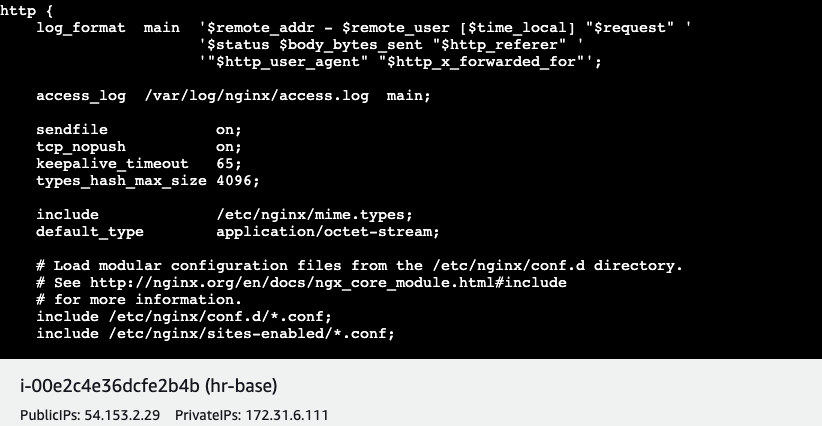 http {
    log_format  main  '$remote_addr - $remote_user [$time_local] "$request" '
                      '$status $body_bytes_sent "$http_referer" '
                      '"$http_user_agent" "$http_x_forwarded_for"';
    access_log  /var/log/nginx/access.log  main;
    sendfile            on;
    tcp_nopush          on;
    keepalive_timeout   65;
    types_hash_max_size 4096;
    include             /etc/nginx/mime.types;
    default_type        application/octet-stream;
    # Load modular configuration files from the /etc/nginx/conf.d directory.
    # See http://nginx.org/en/docs/ngx_core_module.html#include
    # for more information.
    include /etc/nginx/conf.d/*.conf;
    include /etc/nginx/sites-enabled/*.conf;
i-00e2c4e36dcfe2b4b (hr-base)
PublicIPs: 54.153.2.29    PrivateIPs: 172.31.6.111